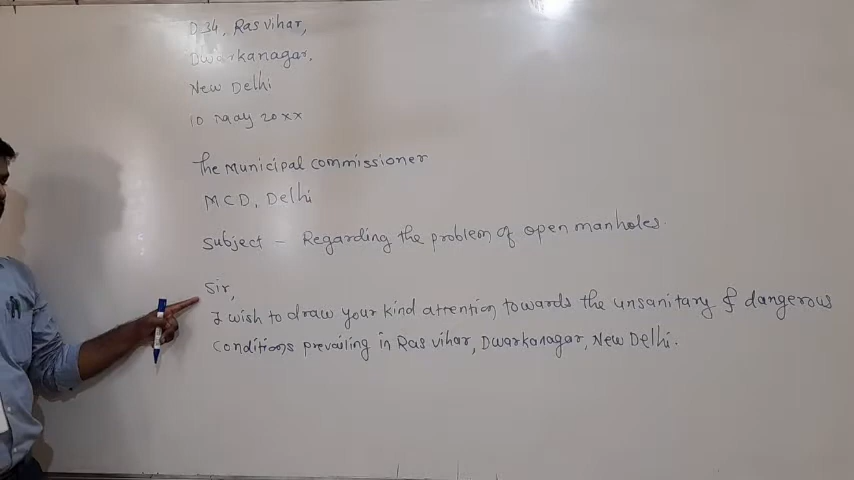 D 34, Ras vihar,
Dwarkanagar,
New Delhi
10 may 20xx
The Municipal commissioner
MCD, Delhi
subject - Regarding the problem of open manholes.
Sir,
I wish to draw your kind attention towards the unsanitary & dangerous
conditions prevailing in Ras vihar, Dwarkanagar, New Delhi.